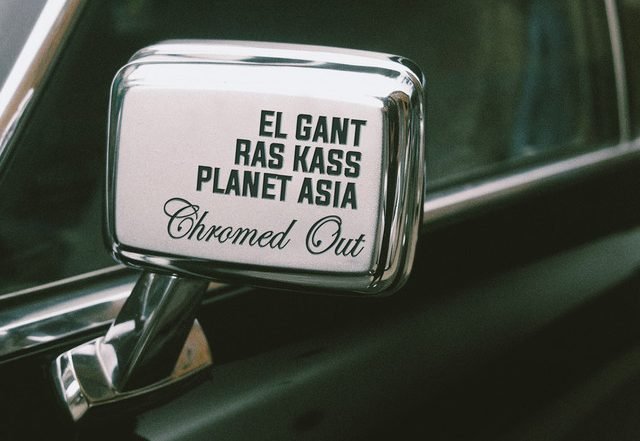 EL GANT
RAS KASS
PLANET ASIA
Chromed Out